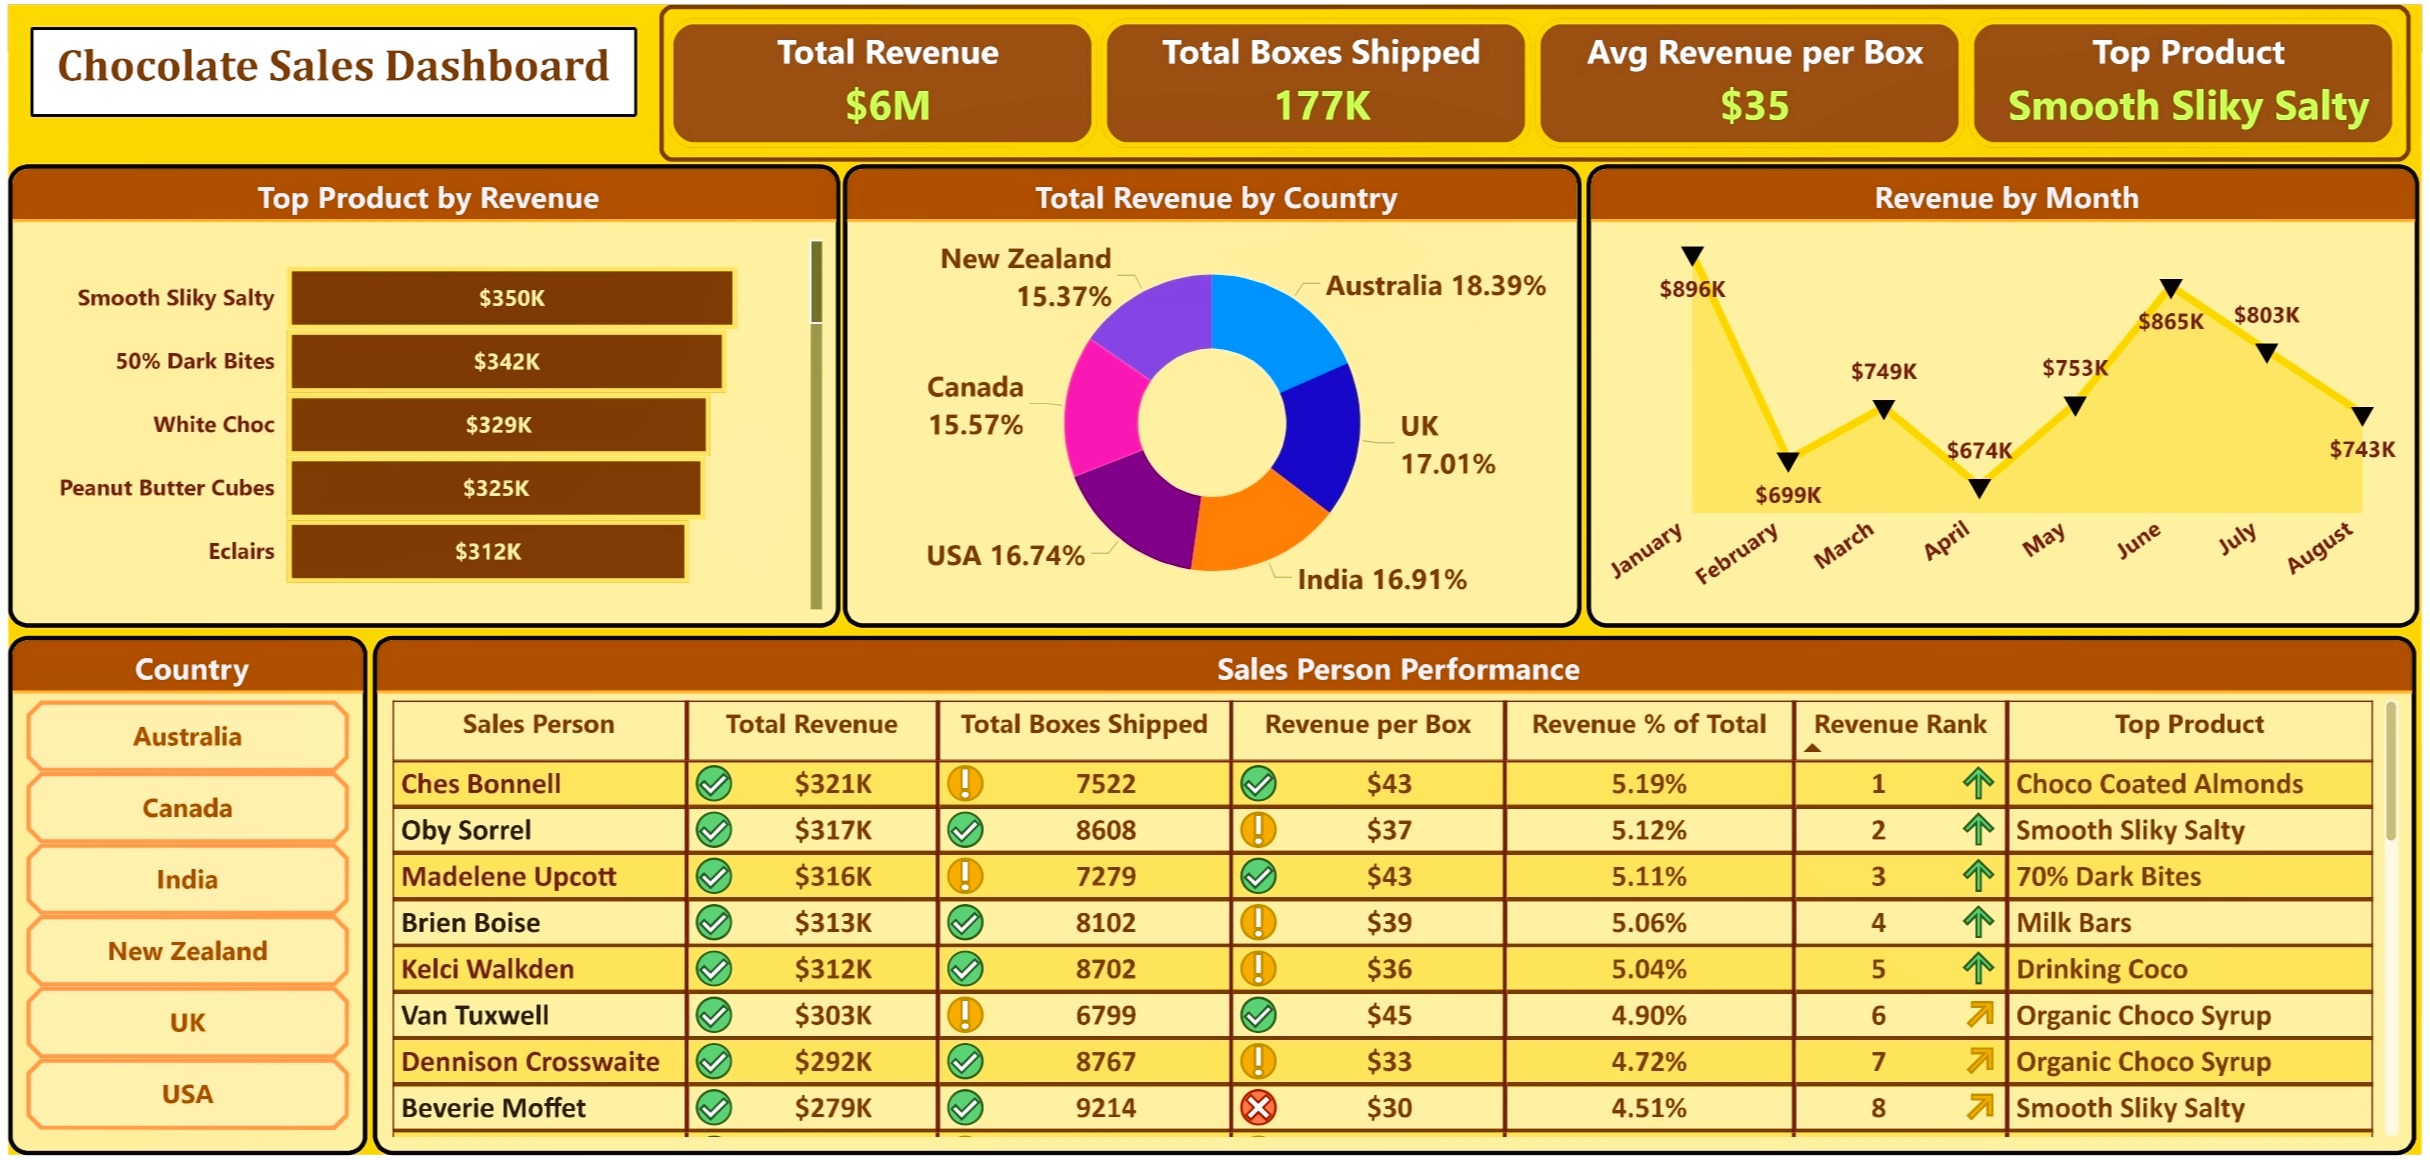 Chocolate Sales Dashboard
Total Revenue
$6M
Total Boxes Shipped
177K
Avg Revenue per Box
$35
Top Product
Smooth Sliky Salty
Top Product by Revenue
Smooth Sliky Salty $350K
50% Dark Bites $342K
White Choc $329K
Peanut Butter Cubes $325K
Eclairs $312K
Total Revenue by Country
New Zealand
15.37%
Australia 18.39%
Canada
15.57%
UK
17.01%
USA 16.74%
India 16.91%
Revenue by Month
$896K
$699K
$749K
$674K
$753K
$865K
$803K
$743K
January
February
March
April
May
June
July
August
Country
Australia
Canada
India
New Zealand
UK
USA
Sales Person Performance
Sales Person Total Revenue Total Boxes Shipped Revenue per Box Revenue % of Total Revenue Rank Top Product
Ches Bonnell $321K 7522 $43 5.19% 1 Choco Coated Almonds
Oby Sorrel $317K 8608 $37 5.12% 2 Smooth Sliky Salty
Madelene Upcott $316K 7279 $43 5.11% 3 70% Dark Bites
Brien Boise $313K 8102 $39 5.06% 4 Milk Bars
Kelci Walkden $312K 8702 $36 5.04% 5 Drinking Coco
Van Tuxwell $303K 6799 $45 4.90% 6 Organic Choco Syrup
Dennison Crosswaite $292K 8767 $33 4.72% 7 Organic Choco Syrup
Beverie Moffet $279K 9214 $30 4.51% 8 Smooth Sliky Salty